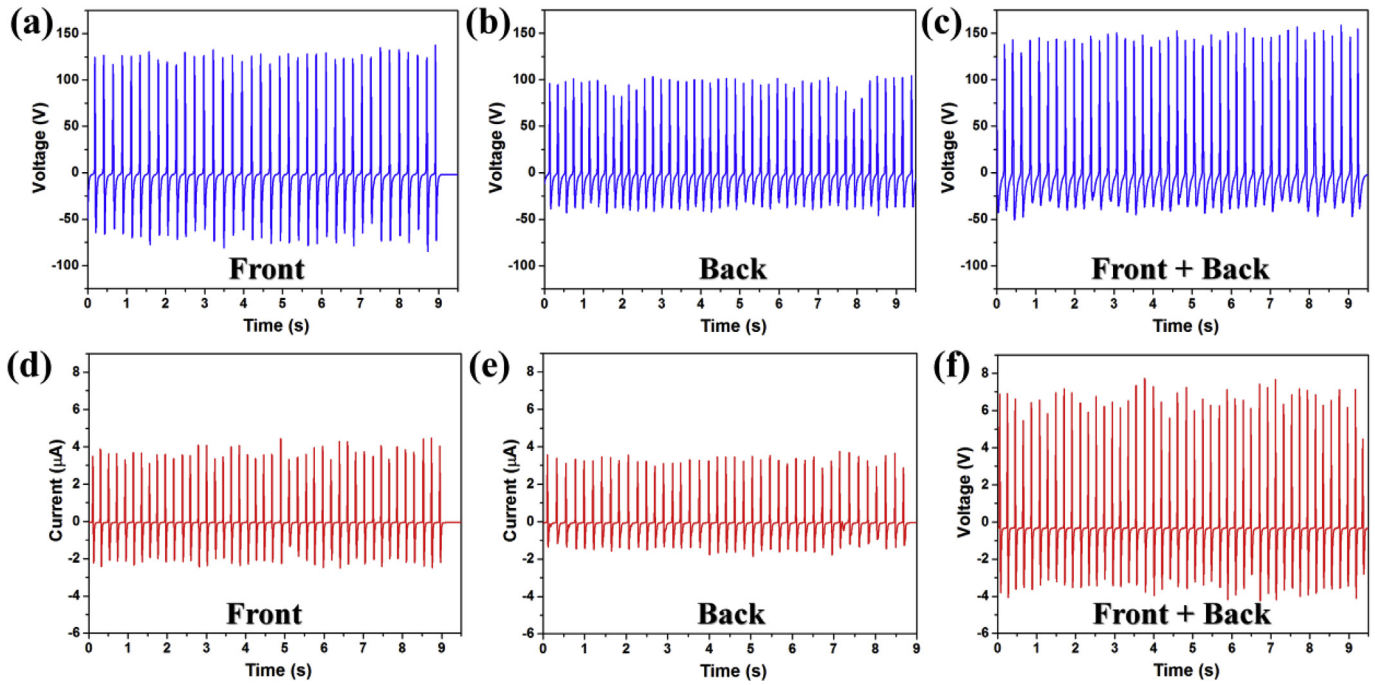 (a)
Voltage (V)
150
100
50
0
-50
-100
Front
0 1 2 3 4 5 6 7 8 9
Time (s)
(b)
Voltage (V)
150
100
50
0
-50
-100
Back
0 1 2 3 4 5 6 7 8 9
Time (s)
(c)
Voltage (V)
150
100
50
0
-50
-100
Front + Back
0 1 2 3 4 5 6 7 8 9
Time (s)
(d)
Current (μA)
8
6
4
2
0
-2
-4
-6
Front
0 1 2 3 4 5 6 7 8 9
Time (s)
(e)
Current (μA)
8
6
4
2
0
-2
-4
-6
Back
0 1 2 3 4 5 6 7 8 9
Time (s)
(f)
Voltage (V)
8
6
4
2
0
-2
-4
-6
Front + Back
0 1 2 3 4 5 6 7 8 9
Time (s)